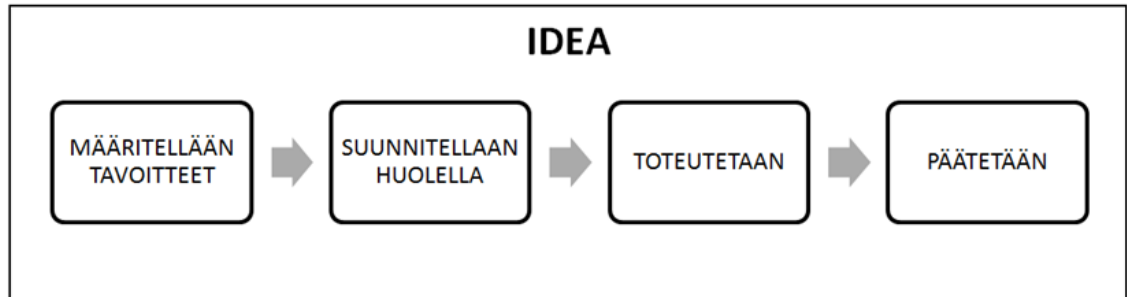 IDEA
MÄÄRITELLÄÄN
TAVOITTEET
SUUNNITELLAAN
HUOLELLA
TOTEUTETAAN
PÄÄTETÄÄN